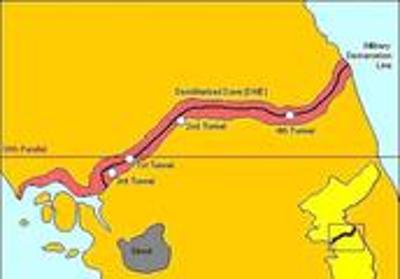 Military
Demarcation
Line
Demilitarized Zone (DMZ)
2nd Tunnel
4th Tunnel
38th Parallel
1st Tunnel
3rd Tunnel
Seoul